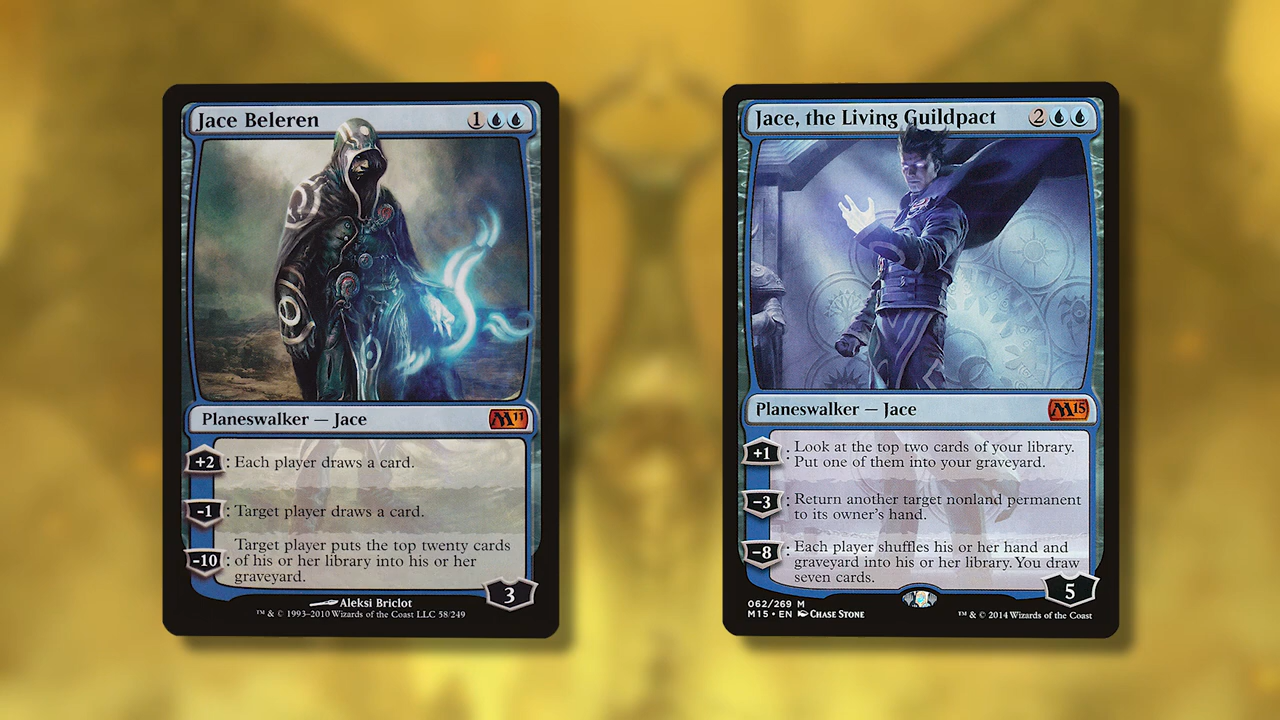 Jace Beleren 1
Planeswalker — Jace M11
+2 : Each player draws a card.
-1 : Target player draws a card.
-10 : Target player puts the top twenty cards
of his or her library into his or her
graveyard.
3
Aleksi Briclot
™ & © 1993–2010 Wizards of the Coast LLC 58/249
Jace, the Living Guildpact 2
Planeswalker — Jace M15
+1 : Look at the top two cards of your library.
Put one of them into your graveyard.
−3 : Return another target nonland permanent
to its owner's hand.
−8 : Each player shuffles his or her hand and
graveyard into his or her library. You draw
seven cards.
5
062/269 M
M15 • EN Chase Stone ™ & © 2014 Wizards of the Coast